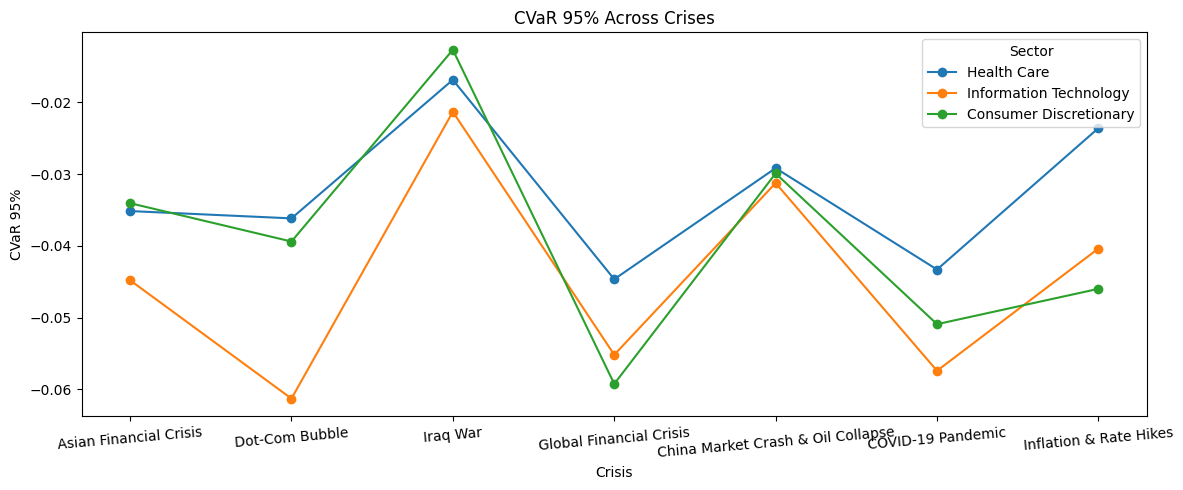 CVaR 95% Across Crises
Sector
Health Care
Information Technology
Consumer Discretionary
CVaR 95%
−0.02
−0.03
−0.04
−0.05
−0.06
Asian Financial Crisis
Dot-Com Bubble
Iraq War
Global Financial Crisis
China Market Crash & Oil Collapse
COVID-19 Pandemic
Inflation & Rate Hikes
Crisis